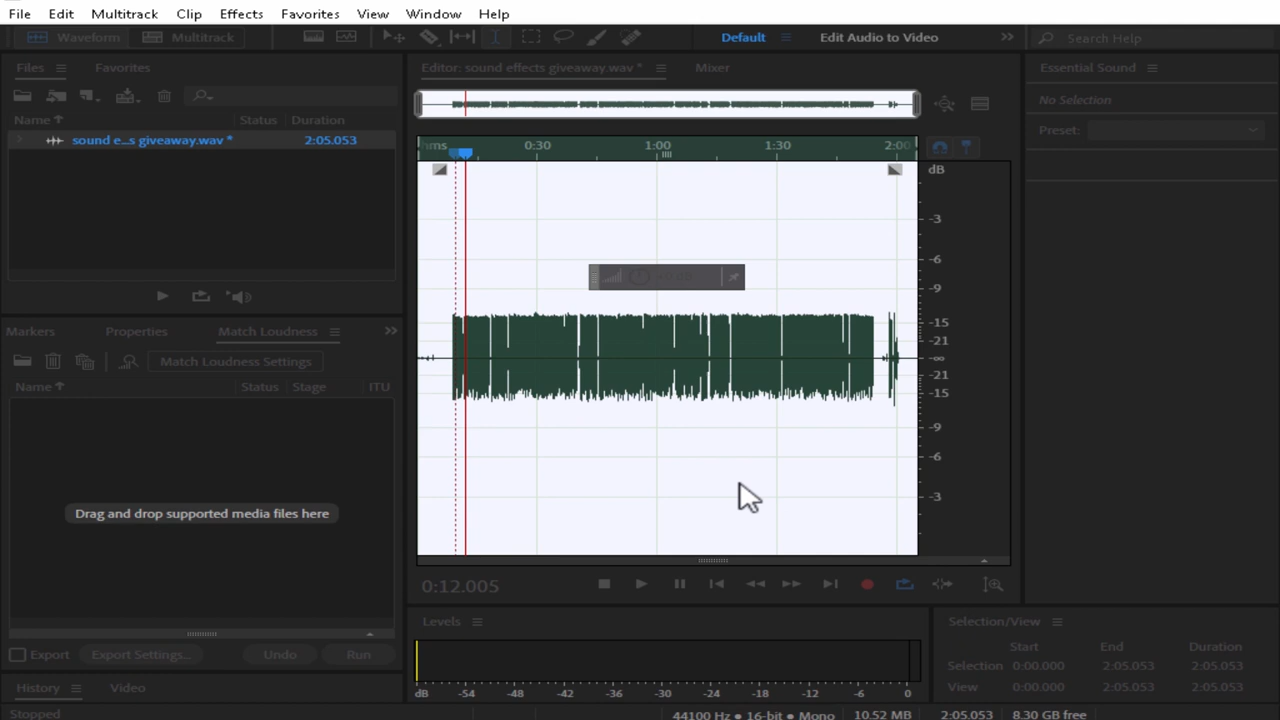 File Edit Multitrack Clip Effects Favorites View Window Help
Waveform Multitrack Default Edit Audio to Video Search Help
Files Favorites Editor: sound effects giveaway.wav * Mixer Essential Sound
No Selection
Name Status Duration
Preset:
sound e...s giveaway.wav * 2:05.053
hms 0:30 1:00 1:30 2:00
dB
-3
-6
-9
-15
-21
-∞
-21
-15
-9
-6
-3
+0 dB
Markers Properties Match Loudness
Match Loudness Settings
Name Status Stage ITU
Drag and drop supported media files here
0:12.005
Export Export Settings... Undo Run
Levels
dB -54 -48 -42 -36 -30 -24 -18 -12 -6 0
Selection/View
Start End Duration
Selection 0:00.000 2:05.053 2:05.053
View 0:00.000 2:05.053 2:05.053
History Video
Stopped 44100 Hz ● 16-bit ● Mono 10.52 MB 2:05.053 8.30 GB free